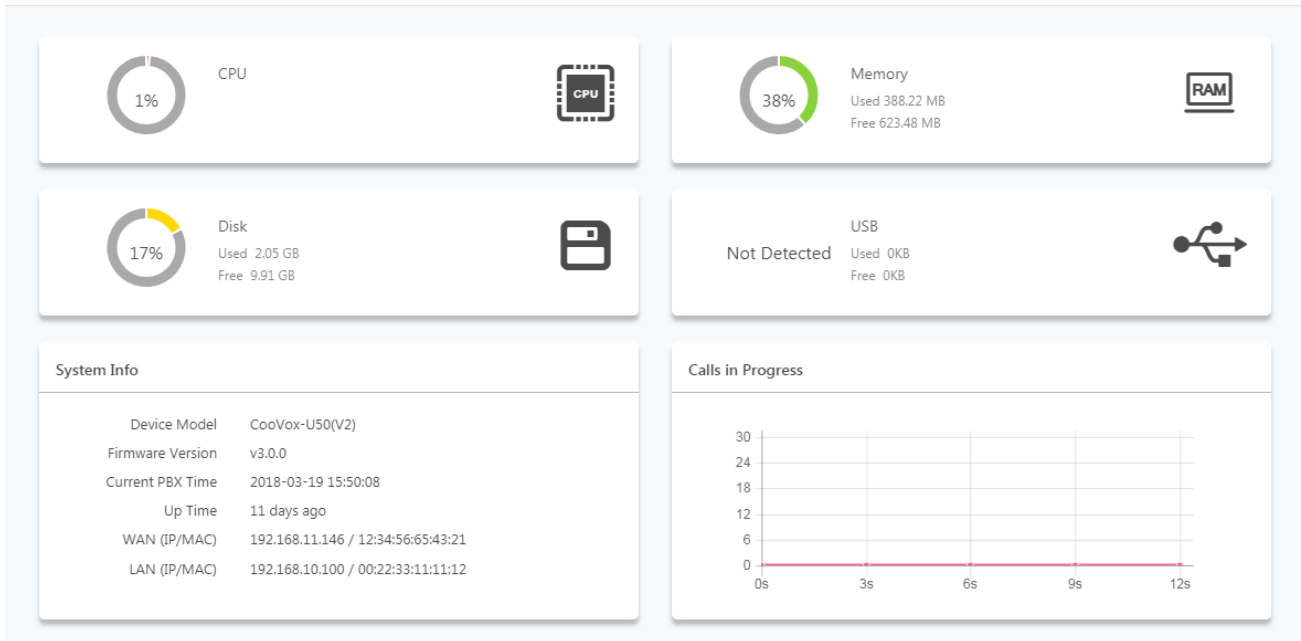 1%
CPU
CPU
38%
Memory
Used 388.22 MB
Free 623.48 MB
RAM
17%
Disk
Used 2.05 GB
Free 9.91 GB
Not Detected
USB
Used 0KB
Free 0KB
System Info
Device Model CooVox-U50(V2)
Firmware Version v3.0.0
Current PBX Time 2018-03-19 15:50:08
Up Time 11 days ago
WAN (IP/MAC) 192.168.11.146 / 12:34:56:65:43:21
LAN (IP/MAC) 192.168.10.100 / 00:22:33:11:11:12
Calls in Progress
30
24
18
12
6
0
0s 3s 6s 9s 12s